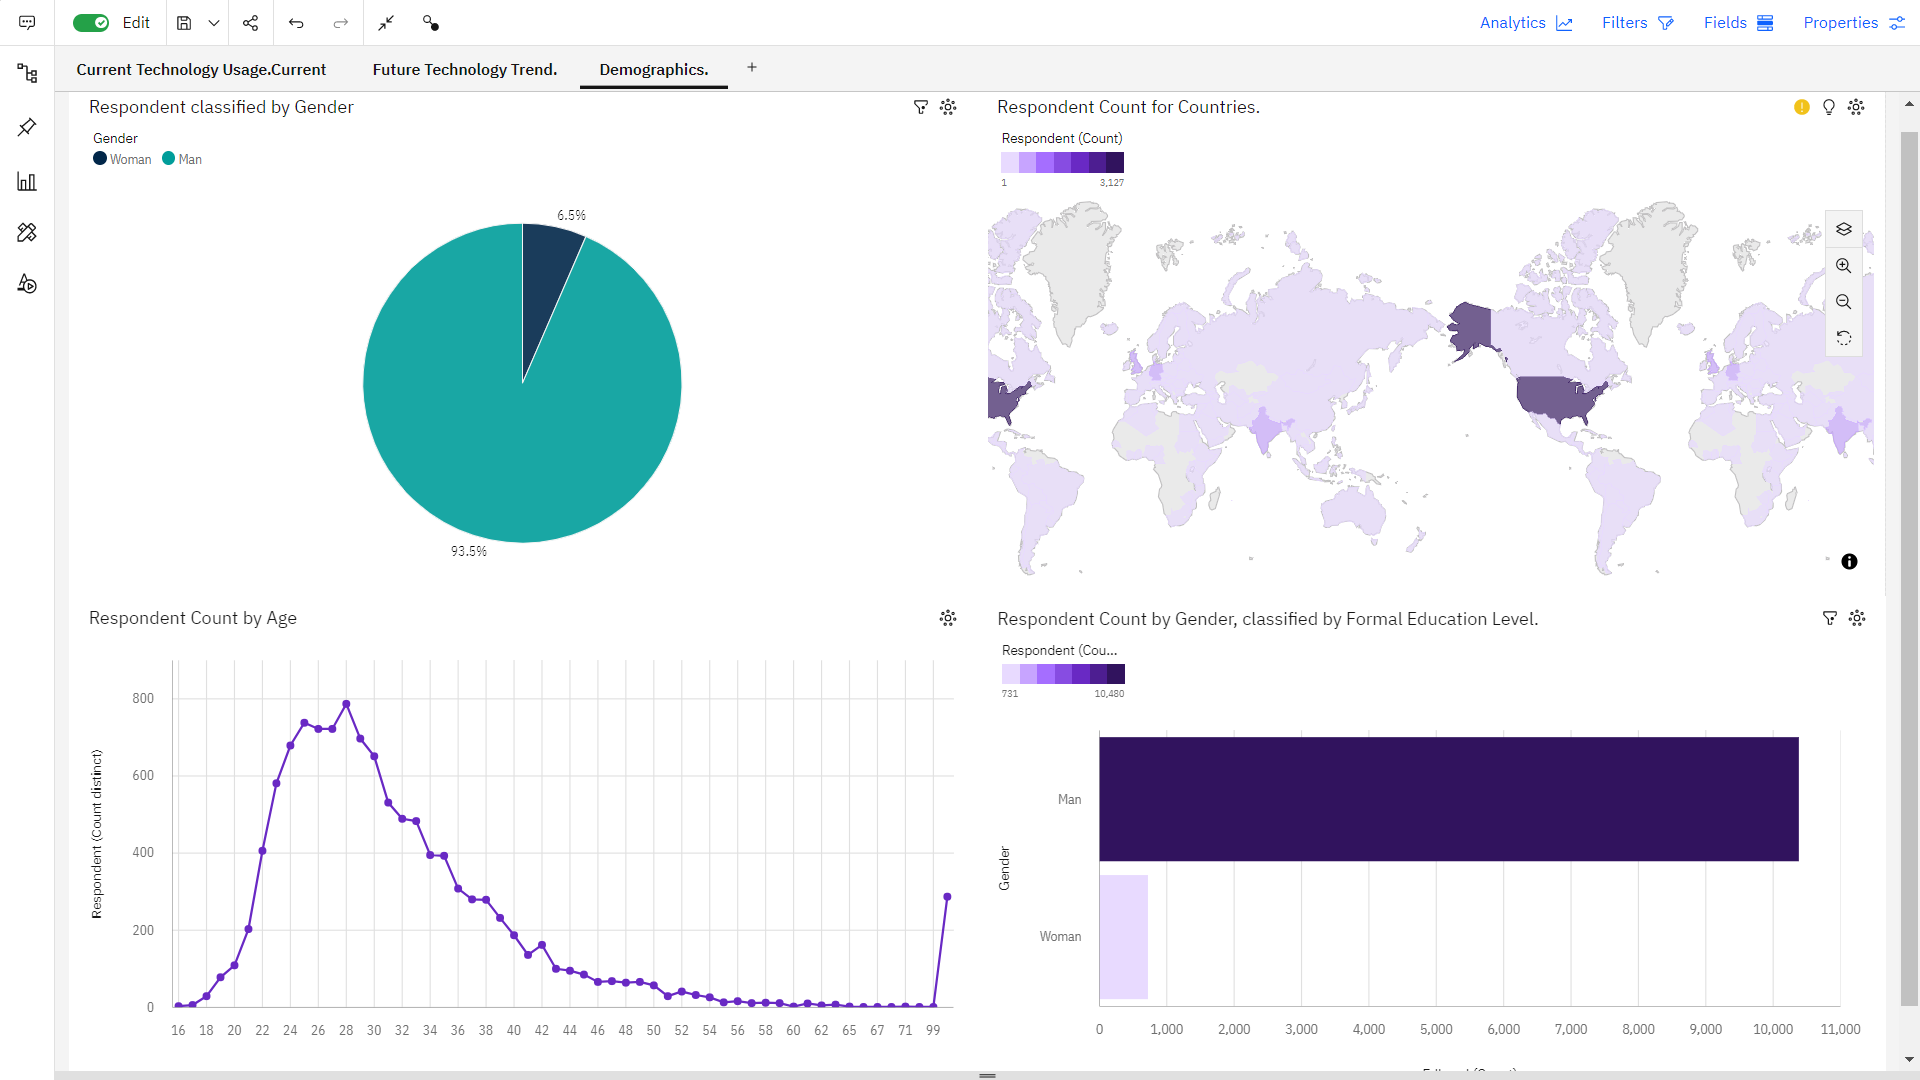 Edit
Analytics
Filters
Fields
Properties
Current Technology Usage.Current
Future Technology Trend.
Demographics.
+
Respondent classified by Gender
Gender
Woman Man
6.5%
93.5%
Respondent Count for Countries.
Respondent (Count)
1 3,127
Respondent Count by Age
Respondent (Count distinct)
800
600
400
200
0
16 18 20 22 24 26 28 30 32 34 36 38 40 42 44 46 48 50 52 54 56 58 60 62 65 67 71 99
Respondent Count by Gender, classified by Formal Education Level.
Respondent (Cou...
731 10,480
Gender
Man
Woman
0 1,000 2,000 3,000 4,000 5,000 6,000 7,000 8,000 9,000 10,000 11,000